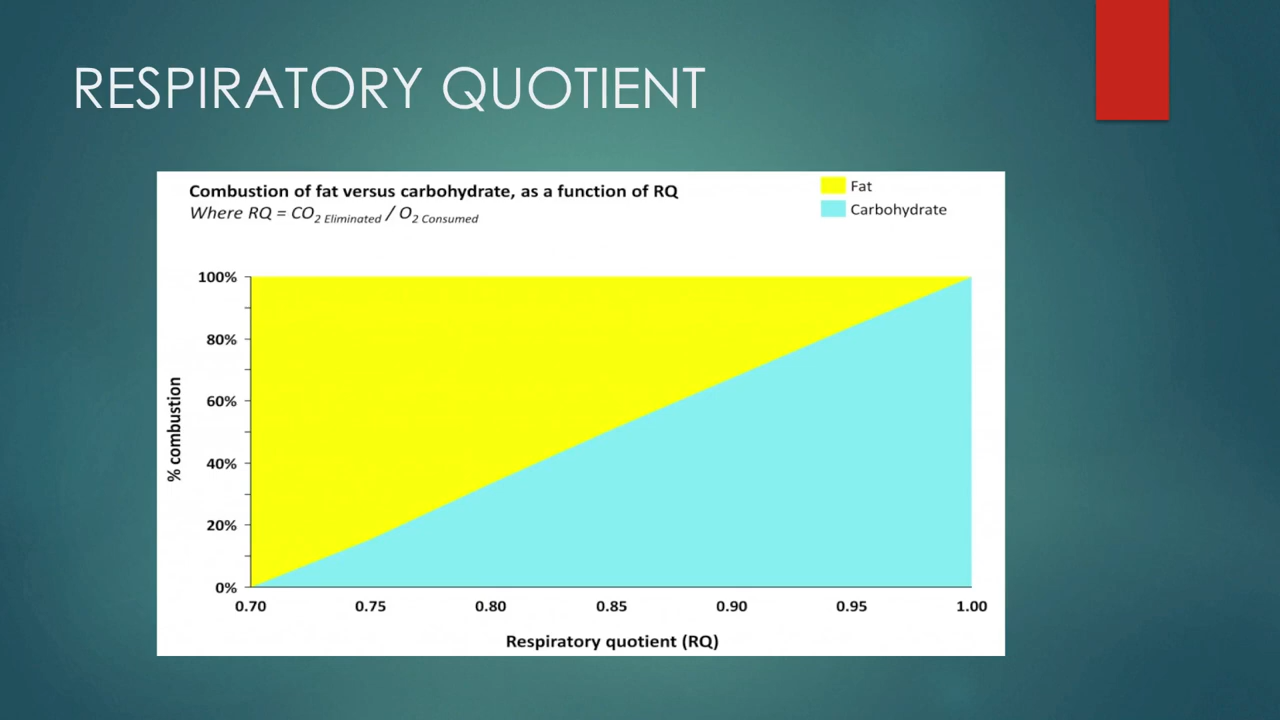 RESPIRATORY QUOTIENT
Combustion of fat versus carbohydrate, as a function of RQ
Where RQ = CO2 Eliminated / O2 Consumed
Fat
Carbohydrate
100%
80%
60%
40%
20%
0%
% combustion
0.70 0.75 0.80 0.85 0.90 0.95 1.00
Respiratory quotient (RQ)